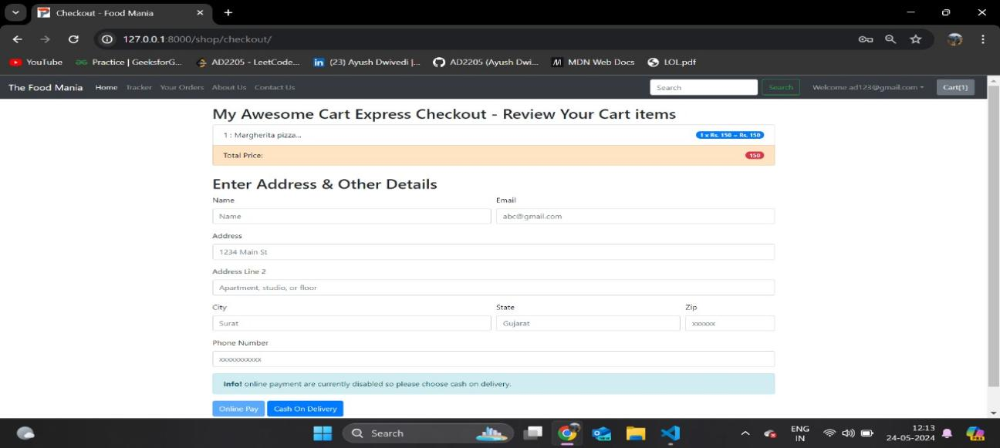 Checkout - Food Mania
127.0.0.1:8000/shop/checkout/
YouTube Practice | GeeksforG... AD2205 - LeetCode... (23) Ayush Dwivedi |... AD2205 (Ayush Dwi... MDN Web Docs LOL.pdf
The Food Mania Home Tracker Your Orders About Us Contact Us Search Search Welcome ad123@gmail.com Cart(1)
My Awesome Cart Express Checkout - Review Your Cart items
1 : Margherita pizza... 1 x Rs. 150 = Rs. 150
Total Price: 150
Enter Address & Other Details
Name Email
Name abc@gmail.com
Address
1234 Main St
Address Line 2
Apartment, studio, or floor
City State Zip
Surat Gujarat xxxxxx
Phone Number
xxxxxxxxxxx
Info! online payment are currently disabled so please choose cash on delivery.
Online Pay Cash On Delivery
Search ENG 12:13
IN 24-05-2024